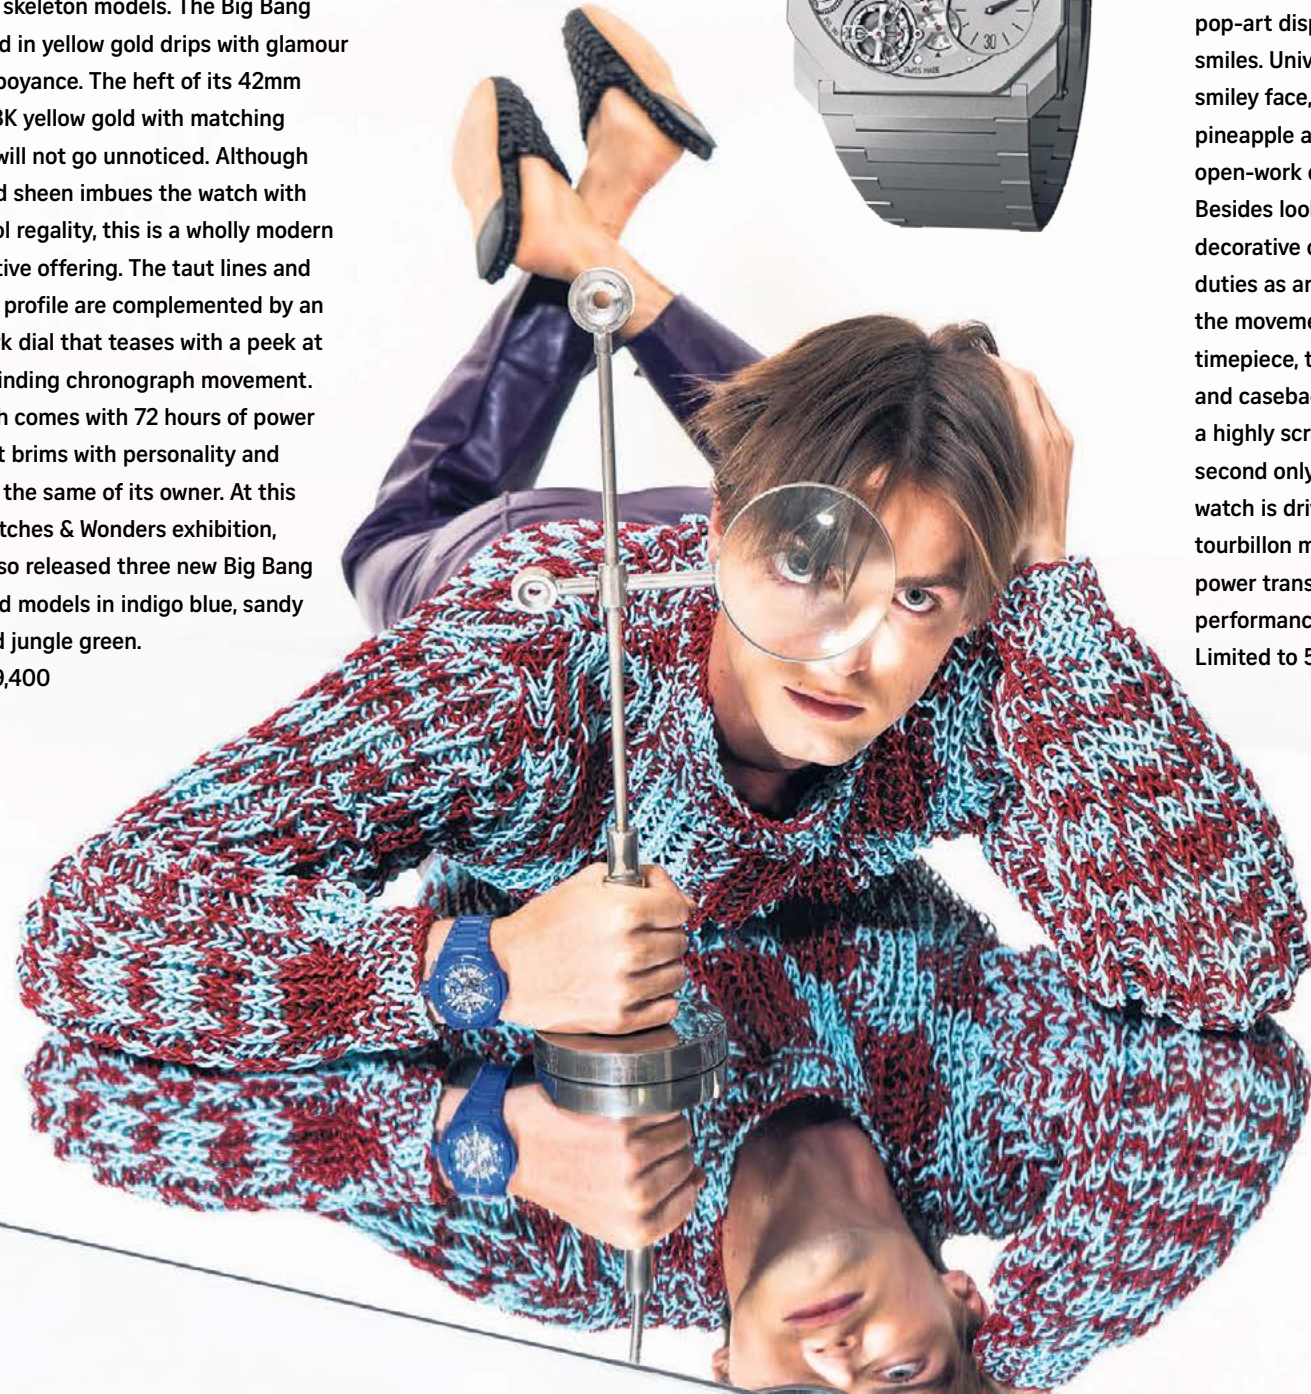 skeleton models. The Big Bang
d in yellow gold drips with glamour
boyance. The heft of its 42mm
K yellow gold with matching
will not go unnoticed. Although
d sheen imbues the watch with
ol regality, this is a wholly modern
tive offering. The taut lines and
profile are complemented by an
k dial that teases with a peek at
inding chronograph movement.
h comes with 72 hours of power
t brims with personality and
the same of its owner. At this
tches & Wonders exhibition,
so released three new Big Bang
d models in indigo blue, sandy
d jungle green.
9,400
30
SWISS MADE
pop-art disp
smiles. Univ
smiley face,
pineapple a
open-work
Besides loo
decorative
duties as an
the moveme
timepiece, t
and caseba
a highly scr
second only
watch is dri
tourbillon m
power trans
performanc
Limited to 5